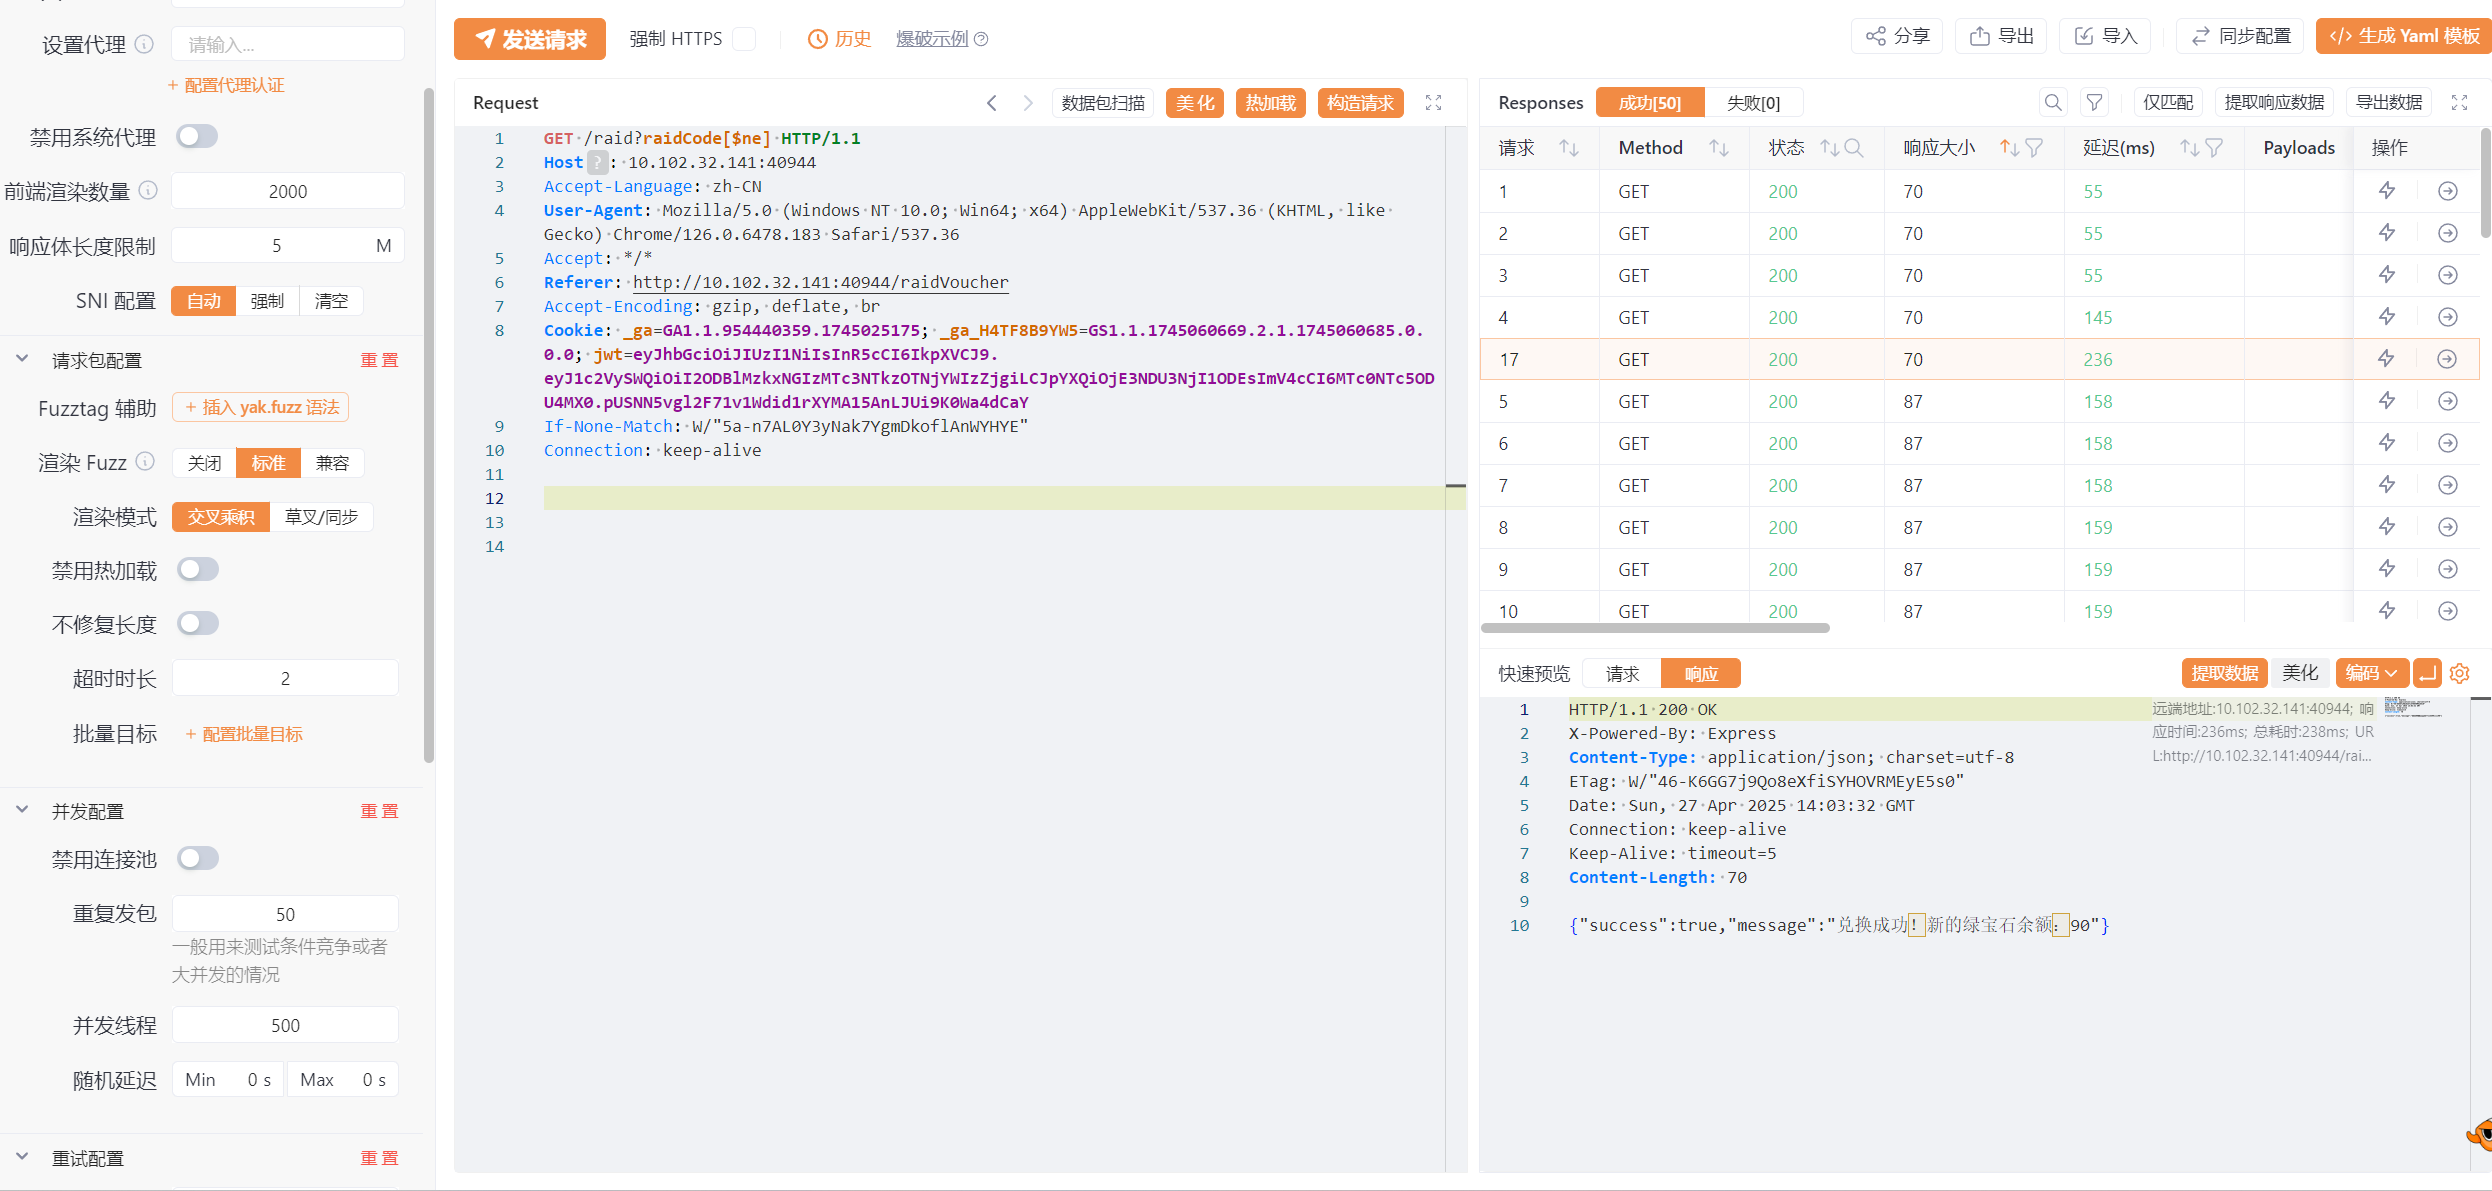 设置代理 请输入...
+ 配置代理认证
禁用系统代理
前端渲染数量 2000
响应体长度限制 5 M
SNI 配置 自动 强制 清空
请求包配置 重置
Fuzztag 辅助 + 插入 yak.fuzz 语法
渲染 Fuzz 关闭 标准 兼容
渲染模式 交叉乘积 草叉/同步
禁用热加载
不修复长度
超时时长 2
批量目标 + 配置批量目标
并发配置 重置
禁用连接池
重复发包 50
一般用来测试条件竞争或者
大并发的情况
并发线程 500
随机延迟 Min 0 s Max 0 s
重试配置 重置
发送请求 强制 HTTPS 历史 爆破示例
分享 导出 导入 同步配置 </> 生成 Yaml 模板
Request 数据包扫描 美化 热加载 构造请求
1 GET /raid?raidCode[$ne] HTTP/1.1
2 Host ? : 10.102.32.141:40944
3 Accept-Language: zh-CN
4 User-Agent: Mozilla/5.0 (Windows NT 10.0; Win64; x64) AppleWebKit/537.36 (KHTML, like
Gecko) Chrome/126.0.6478.183 Safari/537.36
5 Accept: */*
6 Referer: http://10.102.32.141:40944/raidVoucher
7 Accept-Encoding: gzip, deflate, br
8 Cookie: _ga=GA1.1.954440359.1745025175; _ga_H4TF8B9YW5=GS1.1.1745060669.2.1.1745060685.0.
0.0; jwt=eyJhbGciOiJIUzI1NiIsInR5cCI6IkpXVCJ9.
eyJ1c2VySWQiOiI2ODBlMzkxNGIzMTc3NTkzOTNjYWIzZjgiLCJpYXQiOjE3NDU3NjI1ODEsImV4cCI6MTc0NTc5OD
U4MX0.pUSNN5vgl2F71v1Wdid1rXYMA15AnLJUi9K0Wa4dCaY
9 If-None-Match: W/"5a-n7AL0Y3yNak7YgmDkoflAnWYHYE"
10 Connection: keep-alive
11
12
13
14
Responses 成功[50] 失败[0] 仅匹配 提取响应数据 导出数据
请求 Method 状态 响应大小 延迟(ms) Payloads 操作
1 GET 200 70 55
2 GET 200 70 55
3 GET 200 70 55
4 GET 200 70 145
17 GET 200 70 236
5 GET 200 87 158
6 GET 200 87 158
7 GET 200 87 158
8 GET 200 87 159
9 GET 200 87 159
10 GET 200 87 159
快速预览 请求 响应 提取数据 美化 编码
1 HTTP/1.1 200 OK
2 X-Powered-By: Express
3 Content-Type: application/json; charset=utf-8
4 ETag: W/"46-K6GG7j9Qo8eXfiSYHOVRMEyE5s0"
5 Date: Sun, 27 Apr 2025 14:03:32 GMT
6 Connection: keep-alive
7 Keep-Alive: timeout=5
8 Content-Length: 70
9
10 {"success":true,"message":"兑换成功！新的绿宝石余额：90"}
远端地址:10.102.32.141:40944; 响
应时间:236ms; 总耗时:238ms; UR
L:http://10.102.32.141:40944/rai...